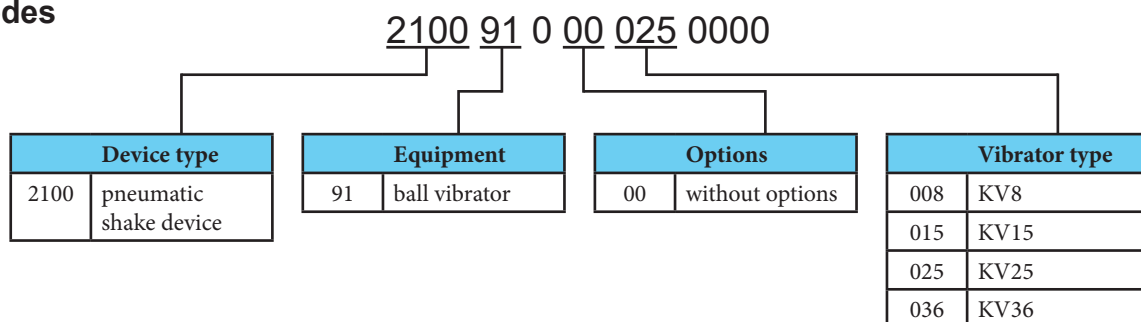 des
2100 91 0 00 025 0000
Device type
2100 pneumatic
shake device
Equipment
91 ball vibrator
Options
00 without options
Vibrator type
008 KV8
015 KV15
025 KV25
036 KV36